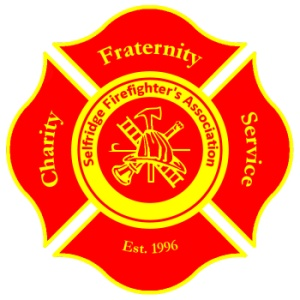 Fraternity
Charity
Selfridge Firefighter's Association
Service
Est. 1996